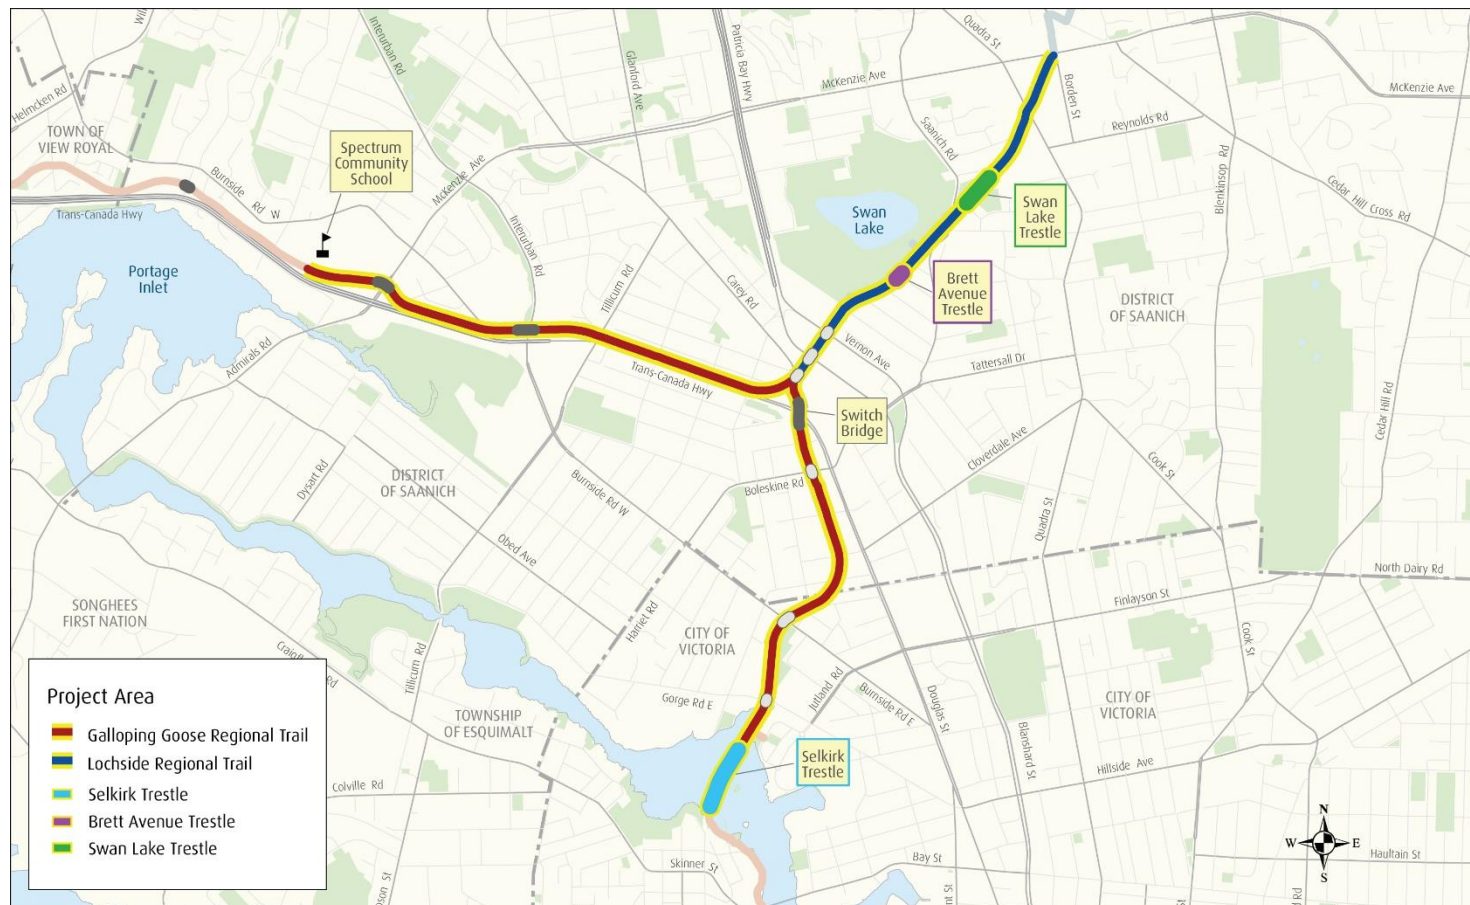 Quadra St
Patricia Bay Hwy
Interurban Rd
Glanford Ave
McKenzie Ave
Borden St
McKenzie Ave
Helmcken Rd
TOWN OF
VIEW ROYAL
Spectrum
Community
School
Saanich Rd
Reynolds Rd
Burnside Rd W
McKenzie Ave
Blenkinsop Rd
Cedar Hill Cross Rd
Trans-Canada Hwy
Interurban Rd
Swan
Lake
Swan
Lake
Trestle
Portage
Inlet
Tillicum Rd
Carey Rd
Brett
Avenue
Trestle
DISTRICT
OF SAANICH
Admirals Rd
Vernon Ave
Tattersall Dr
Trans-Canada Hwy
Switch
Bridge
Cedar Hill Rd
Cloverdale Ave
Cook St
Dysart Rd
DISTRICT
OF SAANICH
Burnside Rd W
Boleskine Rd
Quadra St
Obed Ave
North Dairy Rd
SONGHEES
FIRST NATION
Harriet Rd
Finlayson St
CITY OF
VICTORIA
Cook St
Tillicum Rd
Gorge Rd E
Jutland Rd
Burnside Rd E
Douglas St
CITY OF
VICTORIA
TOWNSHIP
OF ESQUIMALT
Selkirk
Trestle
Blanshard St
Hillside Ave
Colville Rd
Project Area
Galloping Goose Regional Trail
Lochside Regional Trail
Selkirk Trestle
Brett Avenue Trestle
Swan Lake Trestle
Skinner St
Bay St
Haultain St
N
W
E
S